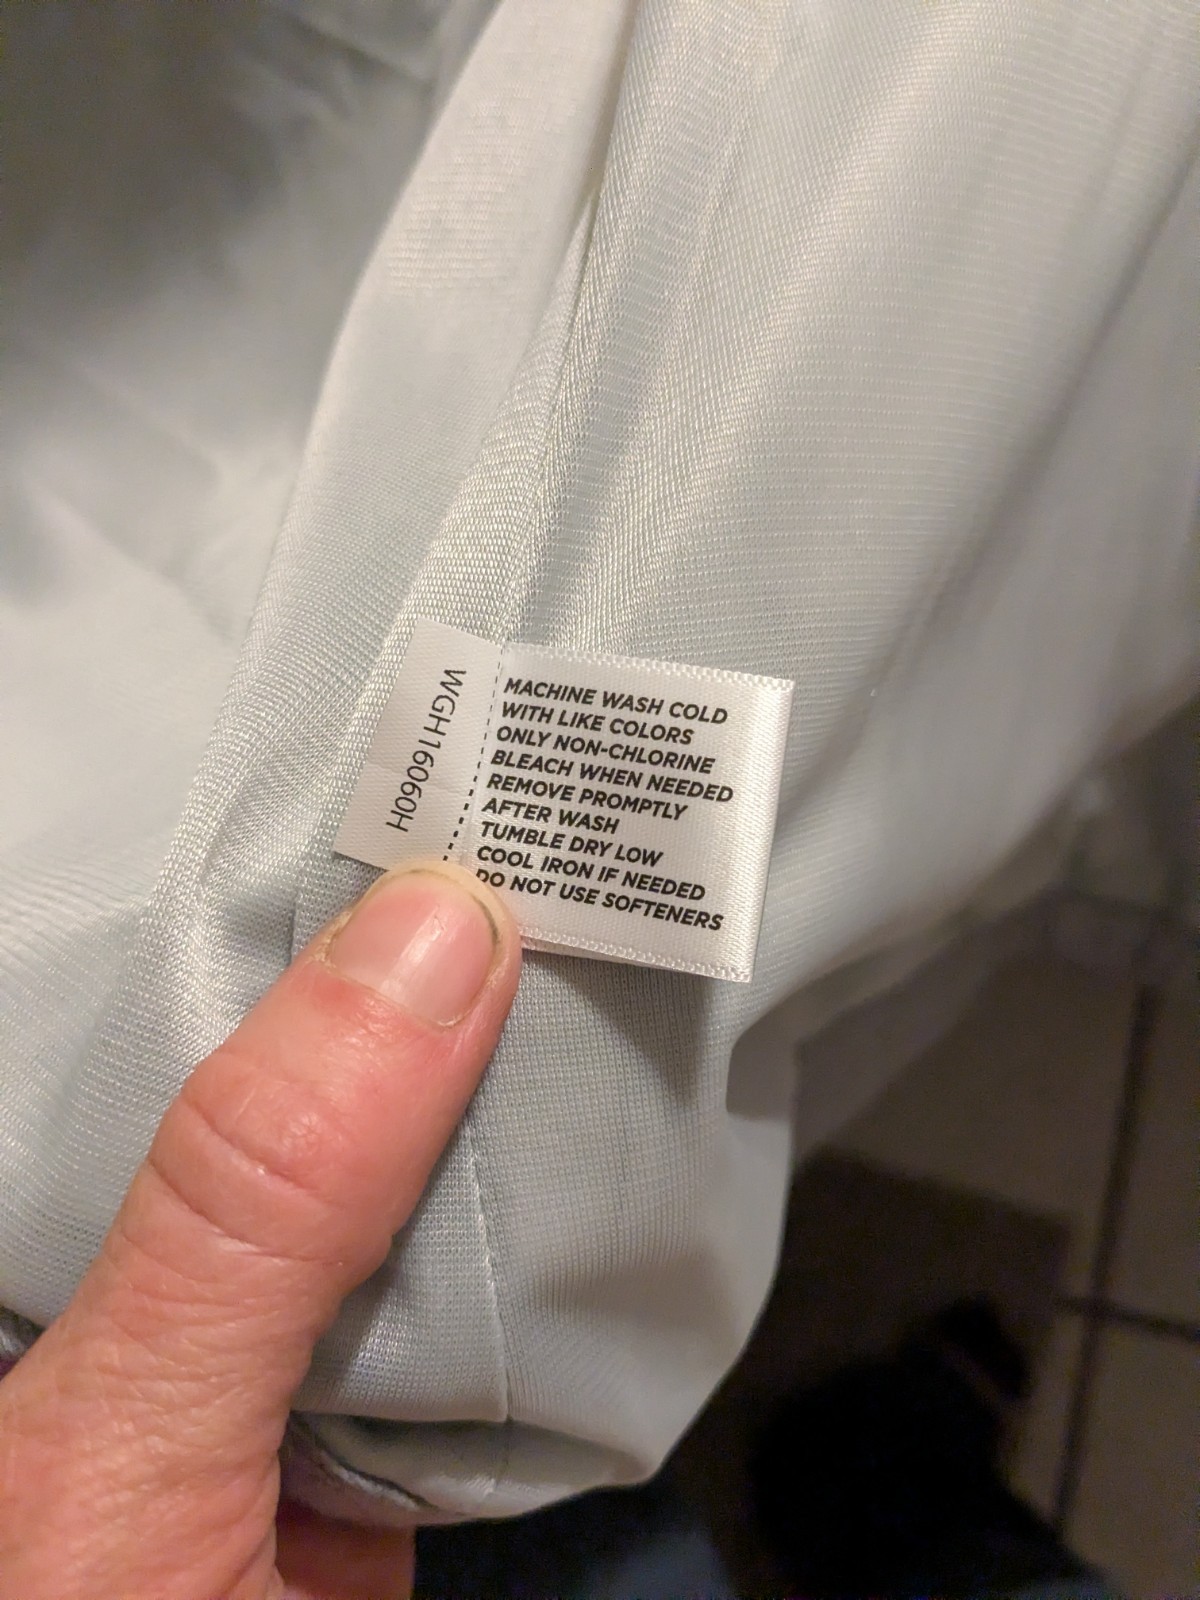 WGH16060H
MACHINE WASH COLD
WITH LIKE COLORS
ONLY NON-CHLORINE
BLEACH WHEN NEEDED
REMOVE PROMPTLY
AFTER WASH
TUMBLE DRY LOW
COOL IRON IF NEEDED
DO NOT USE SOFTENERS